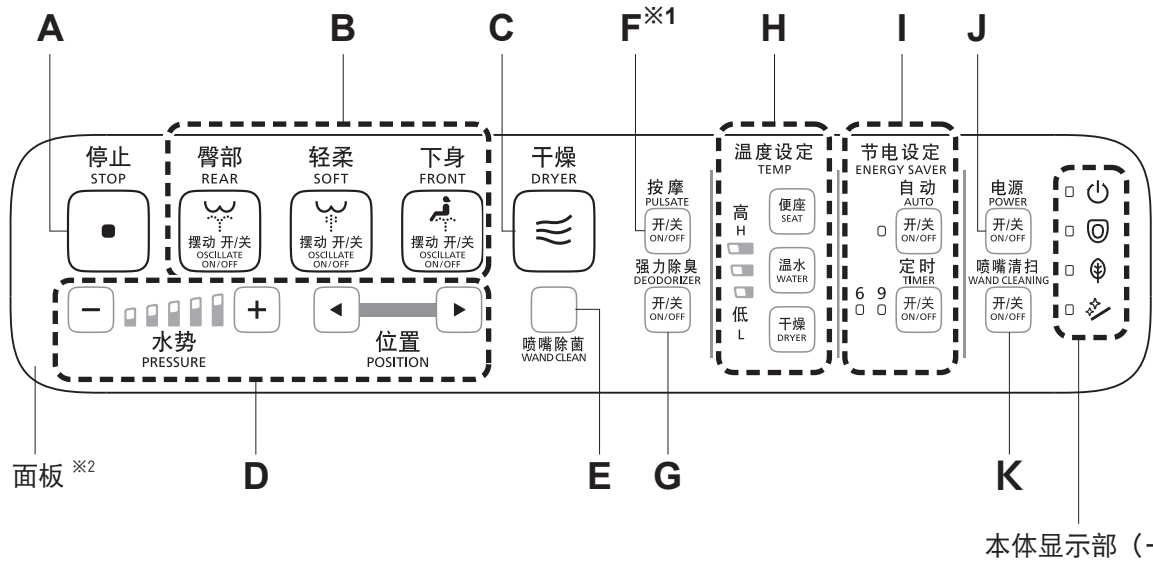 A B C F※1 H I J
停止 臀部 轻柔 下身 干燥
STOP REAR SOFT FRONT DRYER
摆动 开/关 摆动 开/关 摆动 开/关
OSCILLATE OSCILLATE OSCILLATE
ON/OFF ON/OFF ON/OFF
− + ◀ ▶
水势 位置
PRESSURE POSITION
喷嘴除菌
WAND CLEAN
按摩
PULSATE
开/关
ON/OFF
强力除臭
DEODORIZER
开/关
ON/OFF
温度设定
TEMP
高
H
低
L
便座
SEAT
温水
WATER
干燥
DRYER
节电设定
ENERGY SAVER
自动
AUTO
开/关
ON/OFF
定时
TIMER
6 9
开/关
ON/OFF
电源
POWER
开/关
ON/OFF
喷嘴清扫
WAND CLEANING
开/关
ON/OFF
面板 ※2 D E G K
本体显示部（-